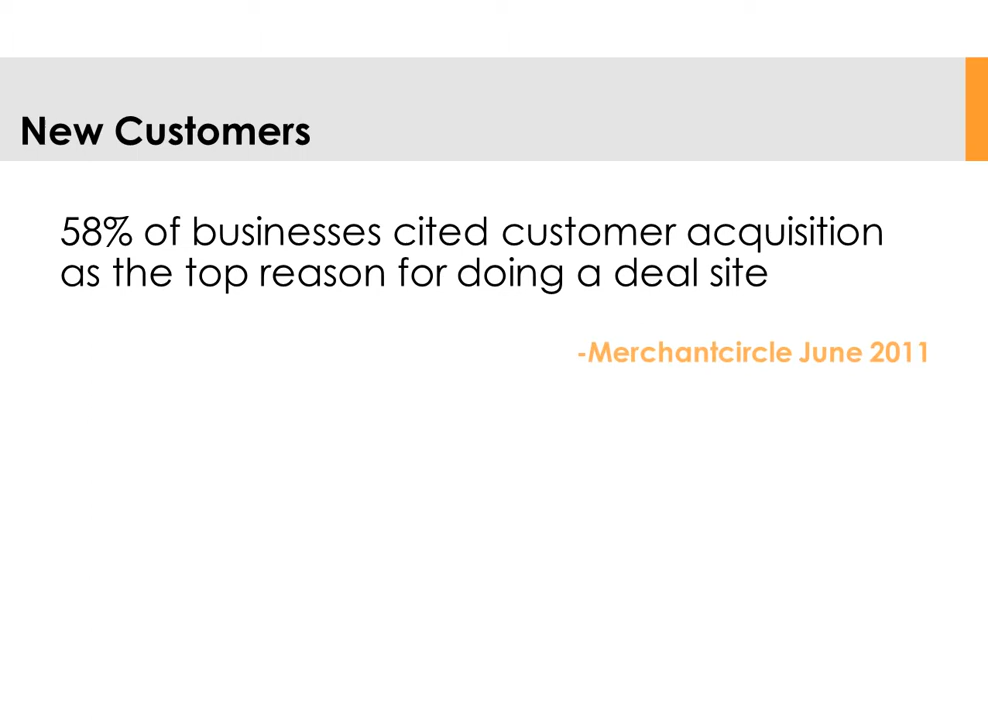 New Customers
58% of businesses cited customer acquisition
as the top reason for doing a deal site
-Merchantcircle June 2011